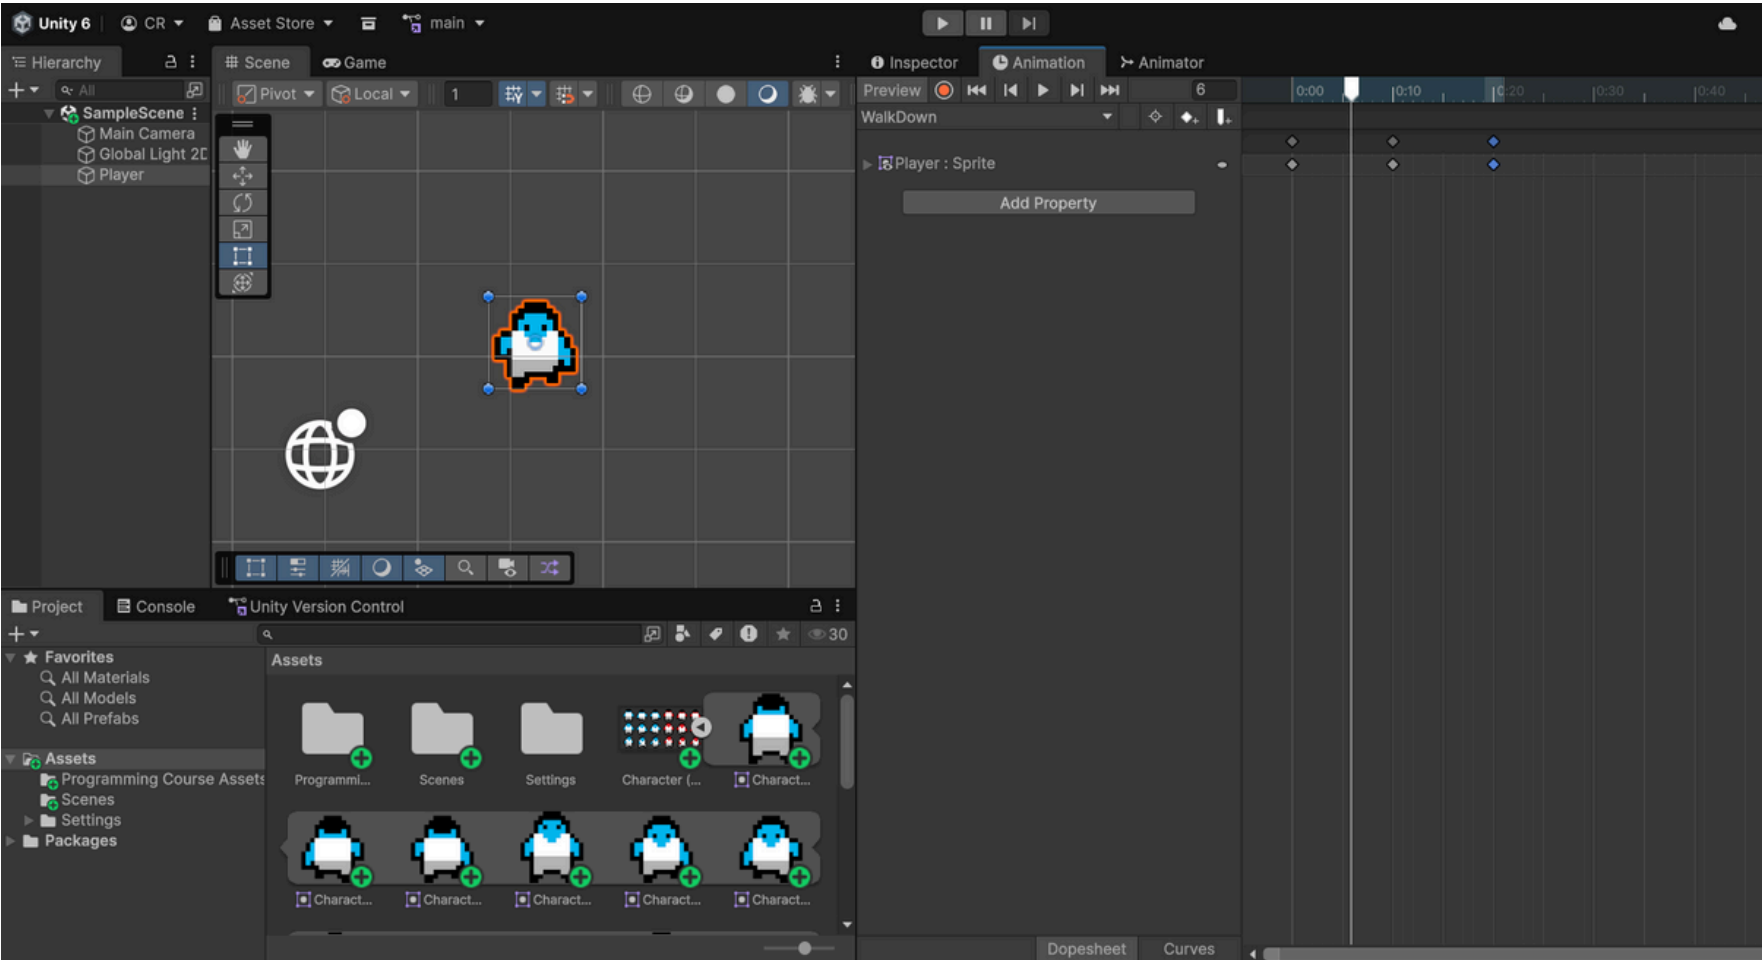 Unity 6 CR Asset Store main
Hierarchy Scene Game Inspector Animation Animator
All Pivot Local 1 Preview 6 0:00 0:10 0:20 0:30 0:40
SampleScene WalkDown
Main Camera
Global Light 2D
Player : Sprite
Player
Add Property
Project Console Unity Version Control
30
Favorites Assets
All Materials
All Models
All Prefabs
Assets
Programming Course Assets Programmi... Scenes Settings Character (... Charact...
Scenes
Settings
Packages
Charact... Charact... Charact... Charact... Charact...
Dopesheet Curves